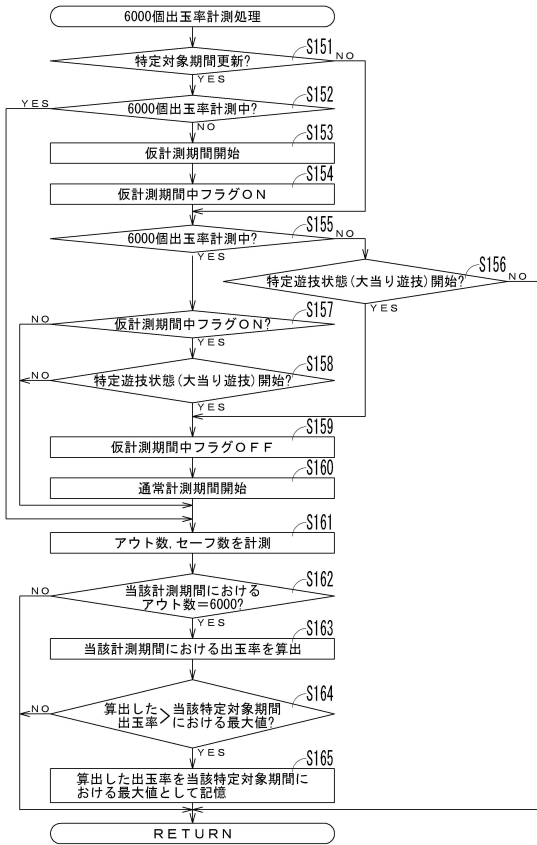 6000個出玉率計測処理
S151
特定対象期間更新?
NO
YES
S152
YES
6000個出玉率計測中?
NO
S153
仮計測期間開始
S154
仮計測期間中フラグON
S155
6000個出玉率計測中?
NO
YES
S156
特定遊技状態(大当り遊技)開始?
NO
YES
S157
NO
仮計測期間中フラグON?
YES
S158
NO
特定遊技状態(大当り遊技)開始?
YES
S159
仮計測期間中フラグOFF
S160
通常計測期間開始
S161
アウト数,セーフ数を計測
S162
NO
当該計測期間における
アウト数=6000?
YES
S163
当該計測期間における出玉率を算出
S164
NO
算出した
出玉率
>
当該特定対象期間
における最大値?
YES
S165
算出した出玉率を当該特定対象期間に
おける最大値として記憶
RETURN